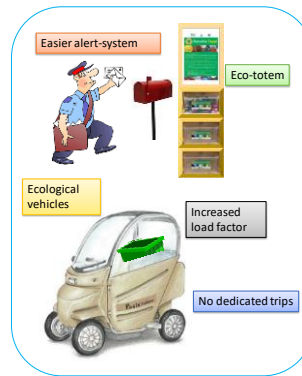 Easier alert-system
Eco-totem
Ecological
vehicles
Increased
load factor
No dedicated trips